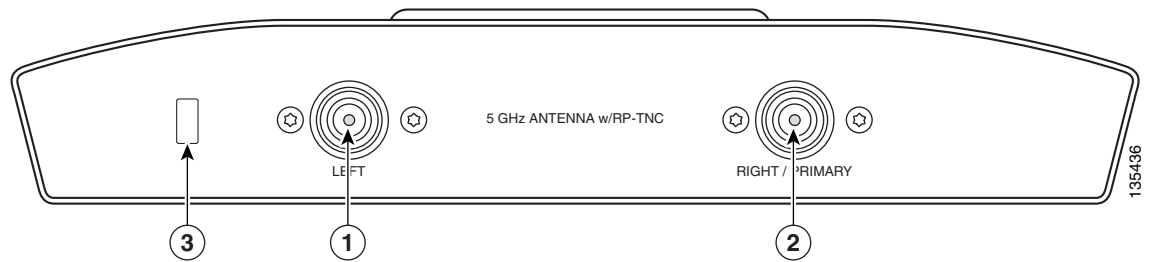 5 GHz ANTENNA w/RP-TNC
LEFT
RIGHT / PRIMARY
135436
3
1
2